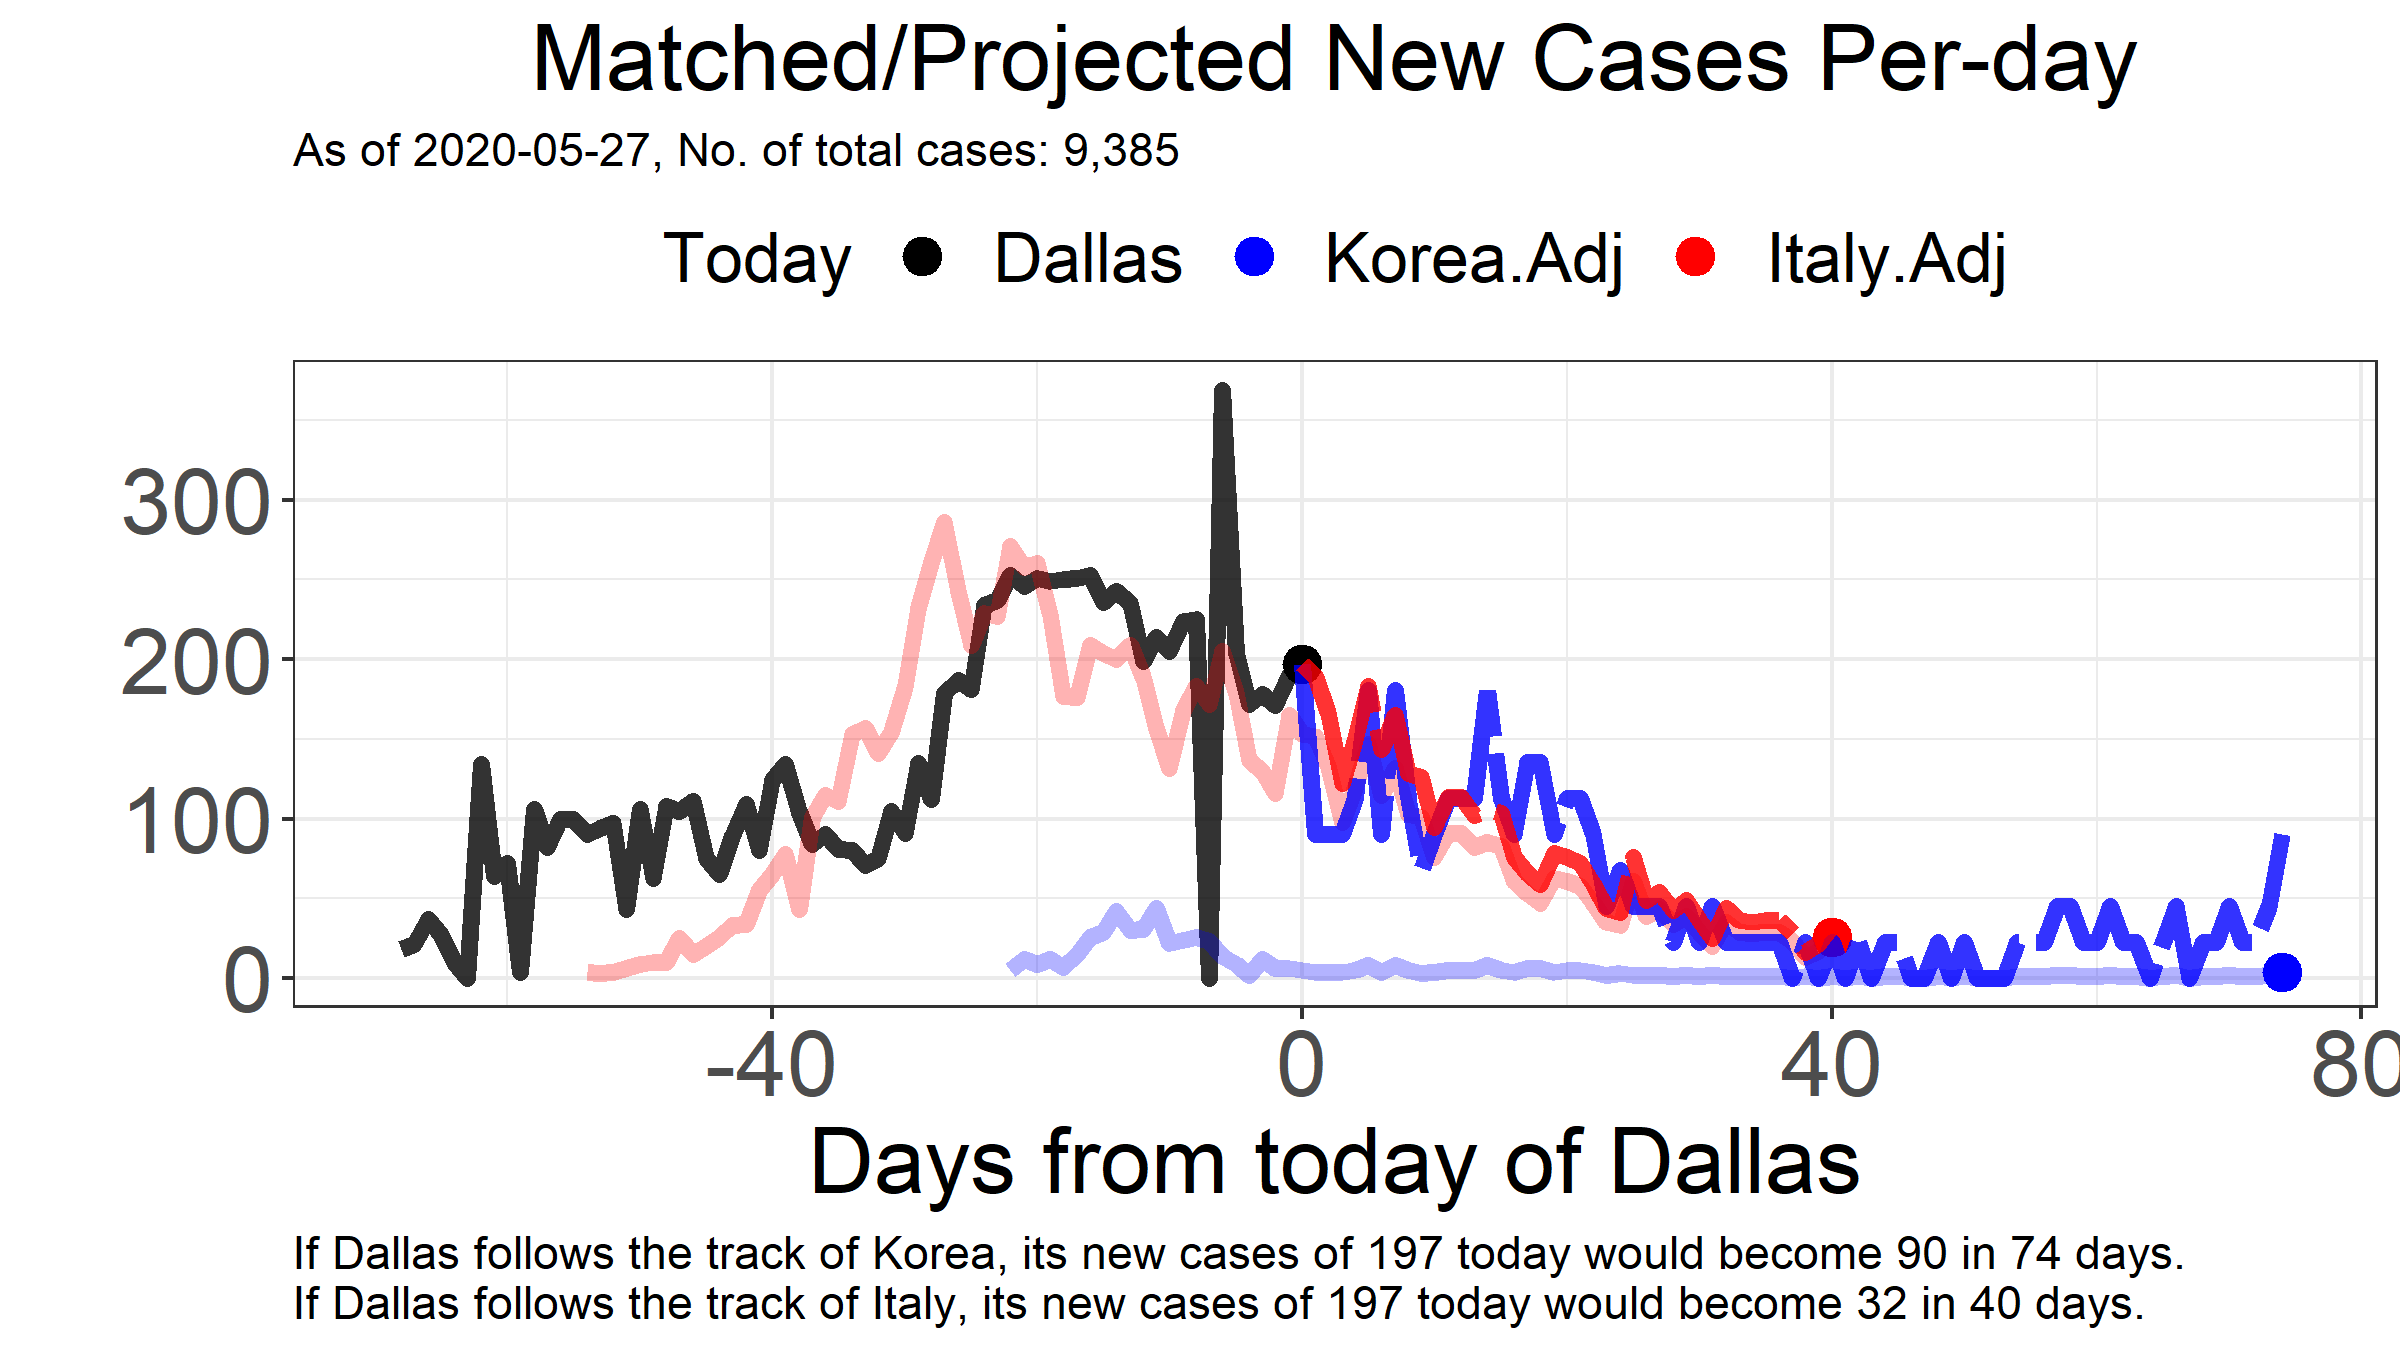 Matched/Projected New Cases Per-day
As of 2020-05-27, No. of total cases: 9,385
Today Dallas Korea.Adj Italy.Adj
300
200
100
0
-40 0 40 80
Days from today of Dallas
If Dallas follows the track of Korea, its new cases of 197 today would become 90 in 74 days.
If Dallas follows the track of Italy, its new cases of 197 today would become 32 in 40 days.